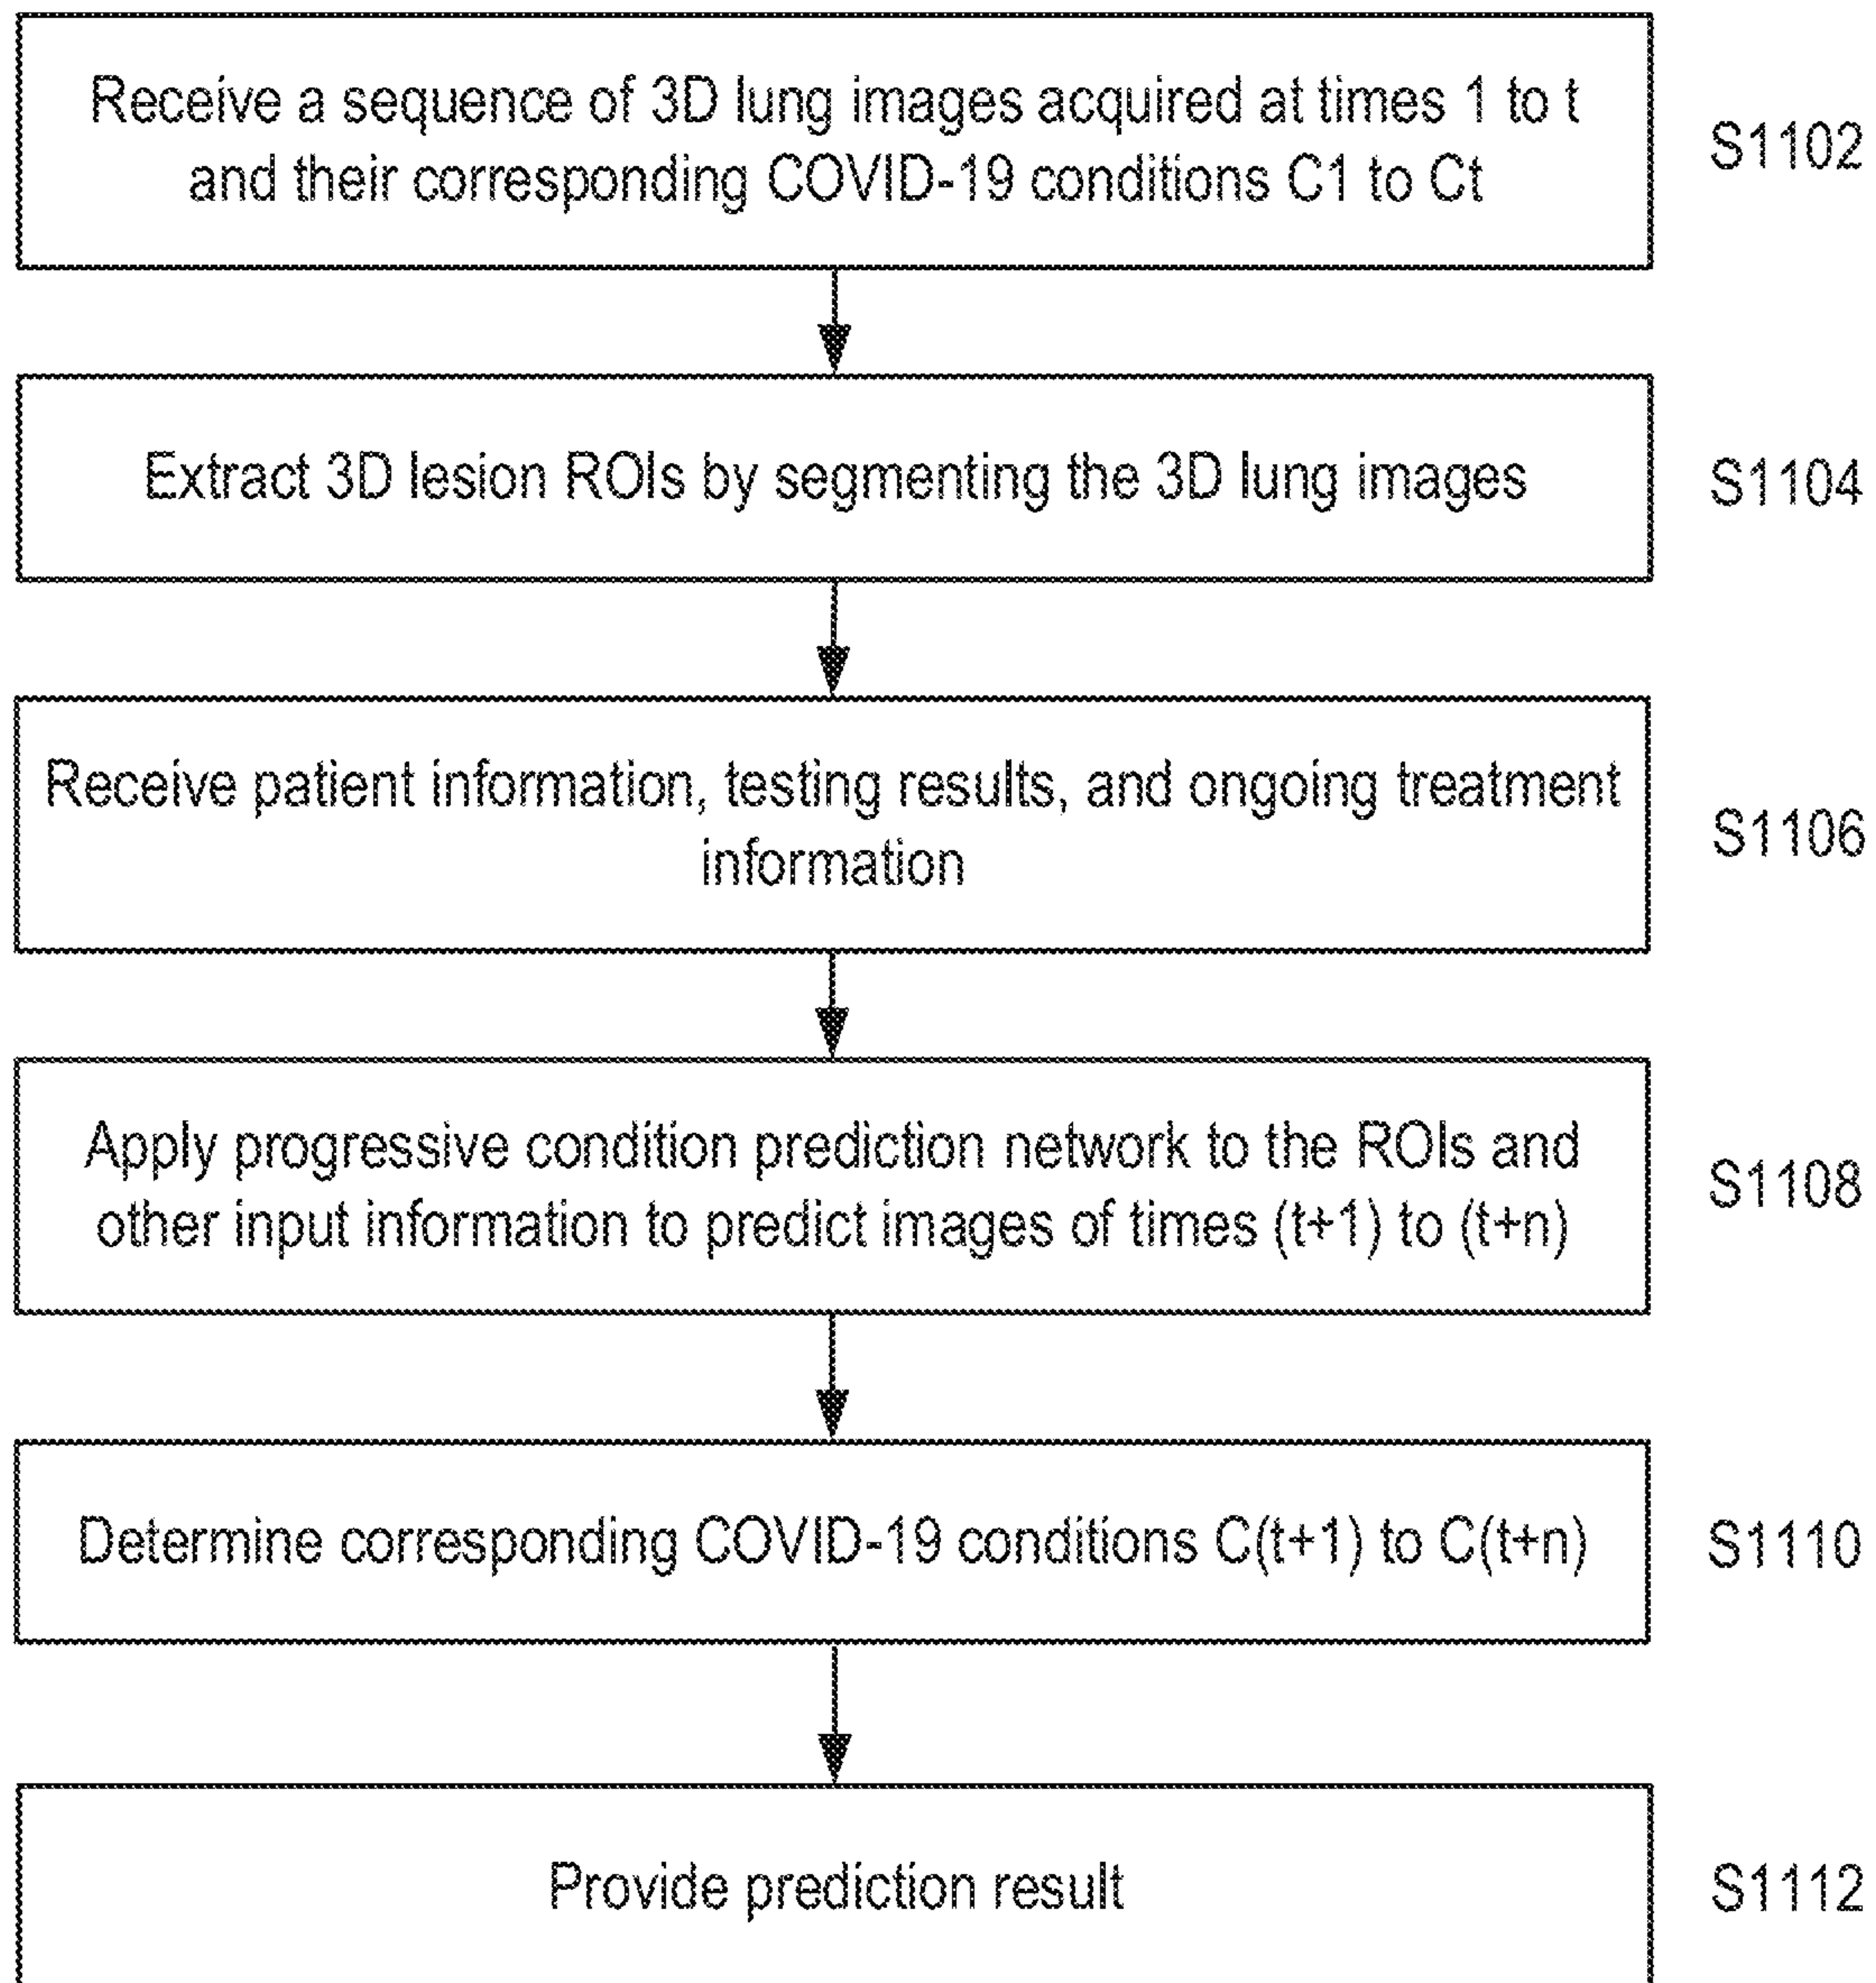 Receive a sequence of 3D lung images acquired at times 1 to t
and their corresponding COVID-19 conditions C1 to Ct
S1102
Extract 3D lesion ROIs by segmenting the 3D lung images
S1104
Receive patient information, testing results, and ongoing treatment
information
S1106
Apply progressive condition prediction network to the ROIs and
other input information to predict images of times (t+1) to (t+n)
S1108
Determine corresponding COVID-19 conditions C(t+1) to C(t+n)
S1110
Provide prediction result
S1112